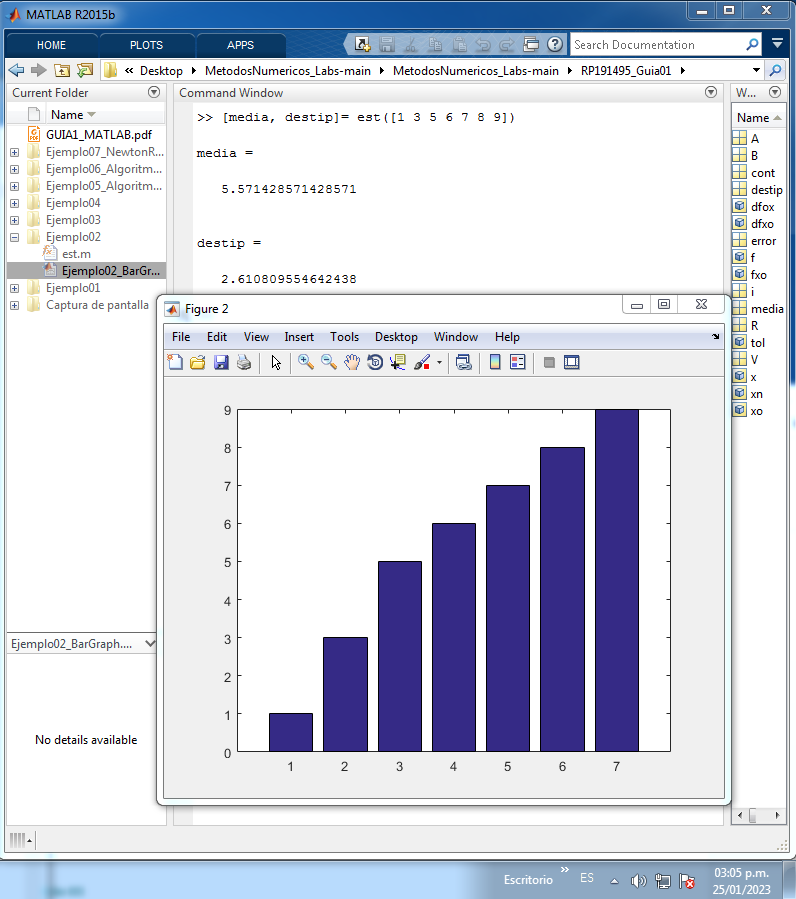 MATLAB R2015b
HOME PLOTS APPS
Search Documentation
« Desktop ▸ MetodosNumericos_Labs-main ▸ MetodosNumericos_Labs-main ▸ RP191495_Guia01 ▸
Current Folder
Name
GUIA1_MATLAB.pdf
Ejemplo07_NewtonR...
Ejemplo06_Algoritm...
Ejemplo05_Algoritm...
Ejemplo04
Ejemplo03
Ejemplo02
est.m
Ejemplo02_BarGr...
Ejemplo01
Captura de pantalla
Ejemplo02_BarGraph....
No details available
Command Window
>> [media, destip]= est([1 3 5 6 7 8 9])
media =
5.571428571428571
destip =
2.610809554642438
W...
Name
A
B
cont
destip
dfox
dfxo
error
f
fxo
i
media
R
tol
V
x
xn
xo
Figure 2
File Edit View Insert Tools Desktop Window Help
9
8
7
6
5
4
3
2
1
0
1 2 3 4 5 6 7
Escritorio » ES 03:05 p.m.
25/01/2023